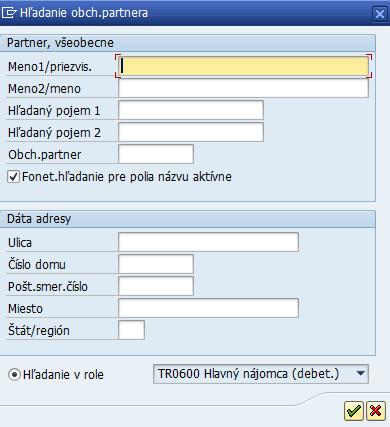 Hľadanie obch.partnera
Partner, všeobecne
Meno1/priezvis.
Meno2/meno
Hľadaný pojem 1
Hľadaný pojem 2
Obch.partner
Fonet.hľadanie pre polia názvu aktívne
Dáta adresy
Ulica
Číslo domu
Pošt.smer.číslo
Miesto
Štát/región
Hľadanie v role TR0600 Hlavný nájomca (debet.)